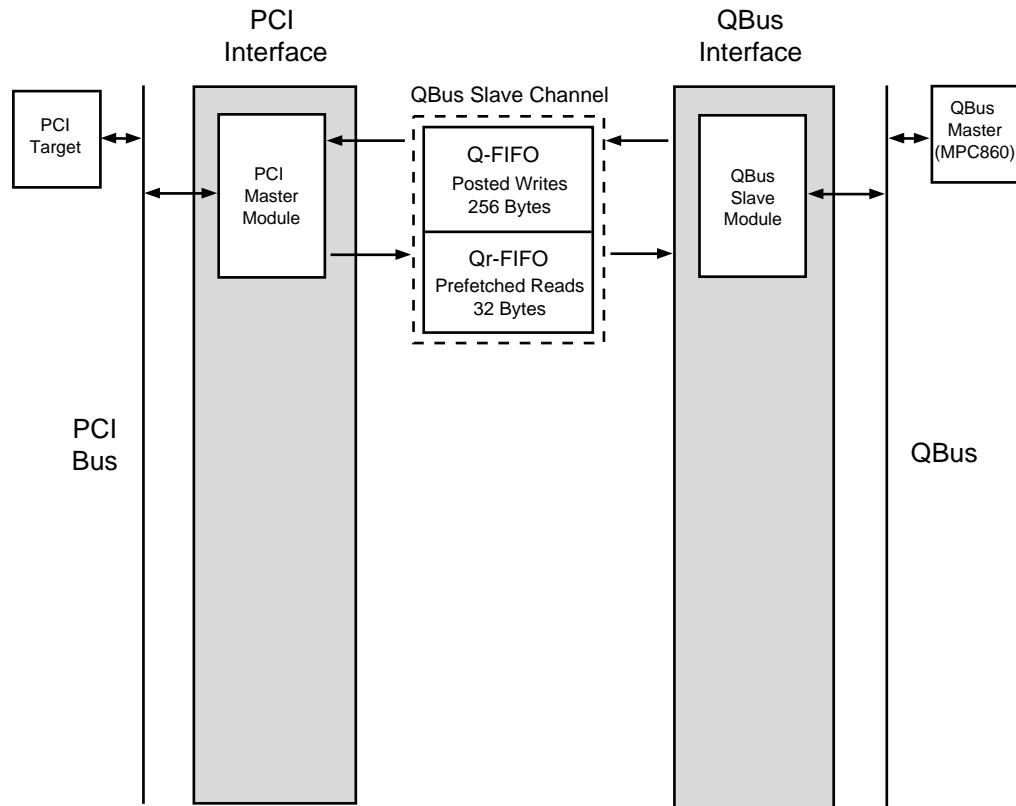 PCI
Interface
QBus
Interface
QBus Slave Channel
PCI
Target
PCI
Master
Module
Q-FIFO
Posted Writes
256 Bytes
Qr-FIFO
Prefetched Reads
32 Bytes
QBus
Slave
Module
QBus
Master
(MPC860)
PCI
Bus
QBus